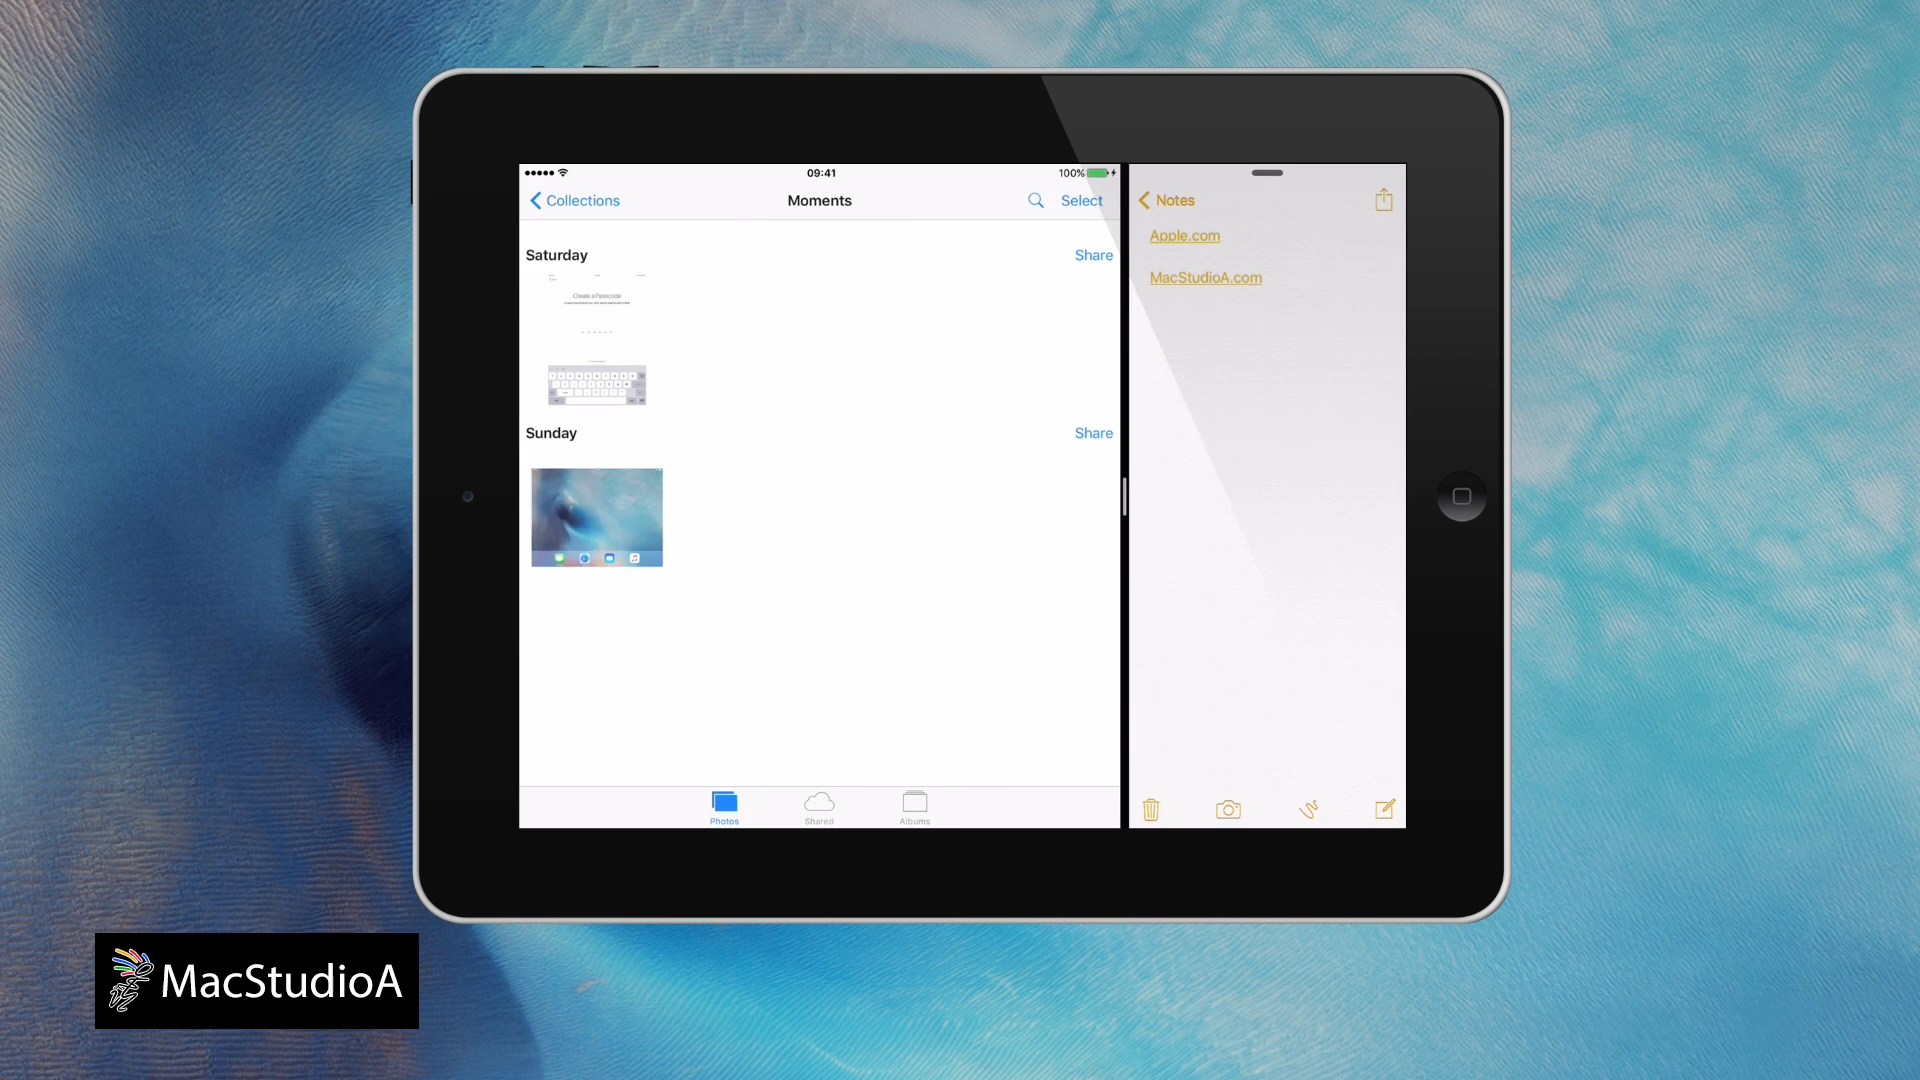 09:41
100%
Collections
Moments
Select
Saturday
Share
Create a Passcode
Sunday
Share
Photos
Shared
Albums
Notes
Apple.com
MacStudioA.com
MacStudioA